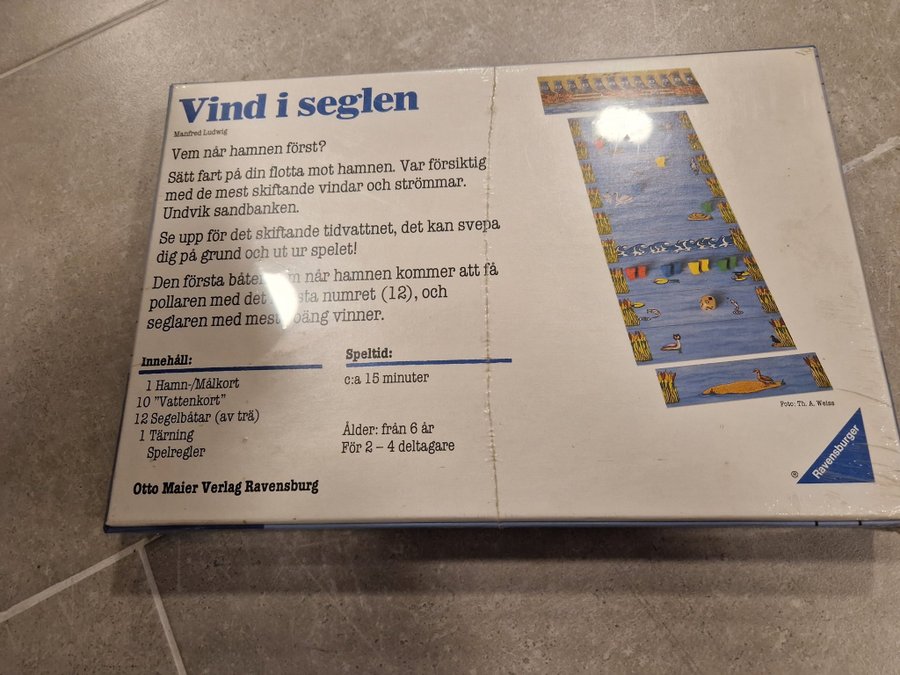 Vind i seglen
Manfred Ludwig
Vem når hamnen först?
Sätt fart på din flotta mot hamnen. Var försiktig
med de mest skiftande vindar och strömmar.
Undvik sandbanken.
Se upp för det skiftande tidvattnet, det kan svepa
dig på grund och ut ur spelet!
Den första båten som når hamnen kommer att få
pollaren med det numret (12), och
seglaren med mest poäng vinner.
Innehåll:
1 Hamn-/Målkort
10 "Vattenkort"
12 Segelbåtar (av trä)
1 Tärning
Spelregler
Speltid:
c:a 15 minuter
Ålder: från 6 år
För 2 – 4 deltagare
Otto Maier Verlag Ravensburg
Foto: Th. A. Weiss
® Ravensburger